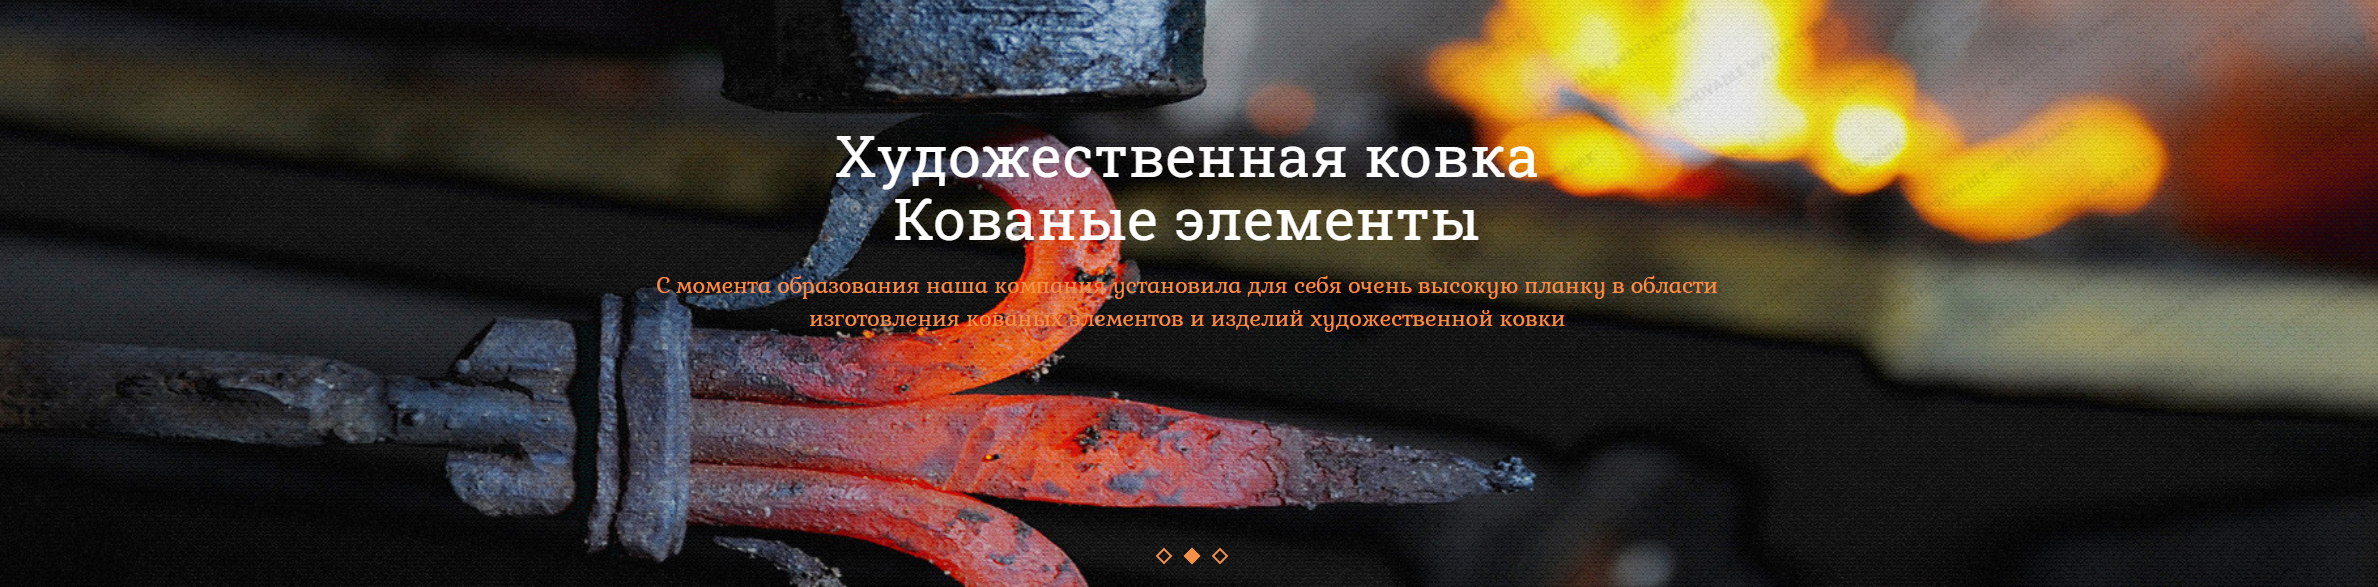 Художественная ковка
Кованые элементы
С момента образования наша компания установила для себя очень высокую планку в области
изготовления кованых элементов и изделий художественной ковки